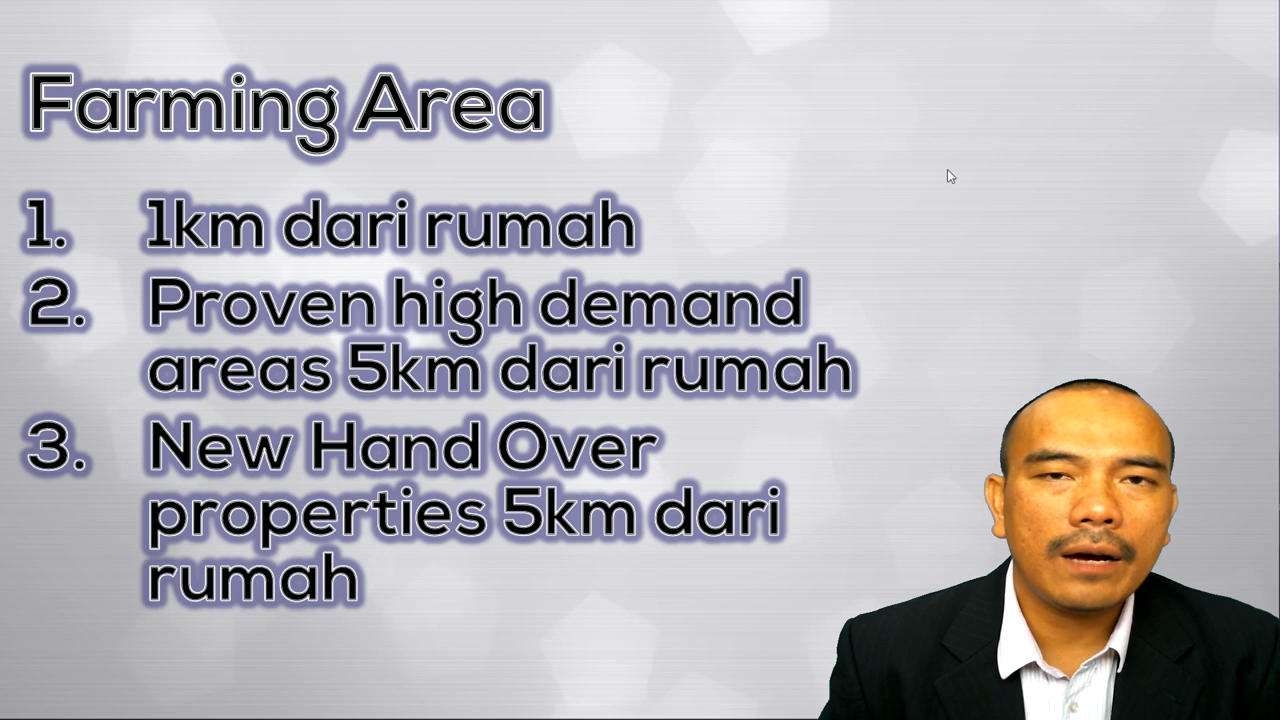 Farming Area
1. 1km dari rumah
2. Proven high demand
areas 5km dari rumah
3. New Hand Over
properties 5km dari
rumah